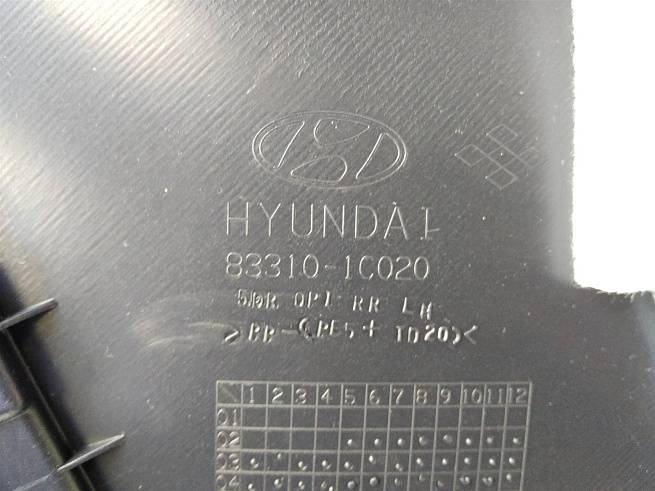 HYUNDAI
83310-1C020
5DR OPT RR LH
>PP-(PE5+TD20)<
1 2 3 4 5 6 7 8 9 10 11 12
01
02
03
04